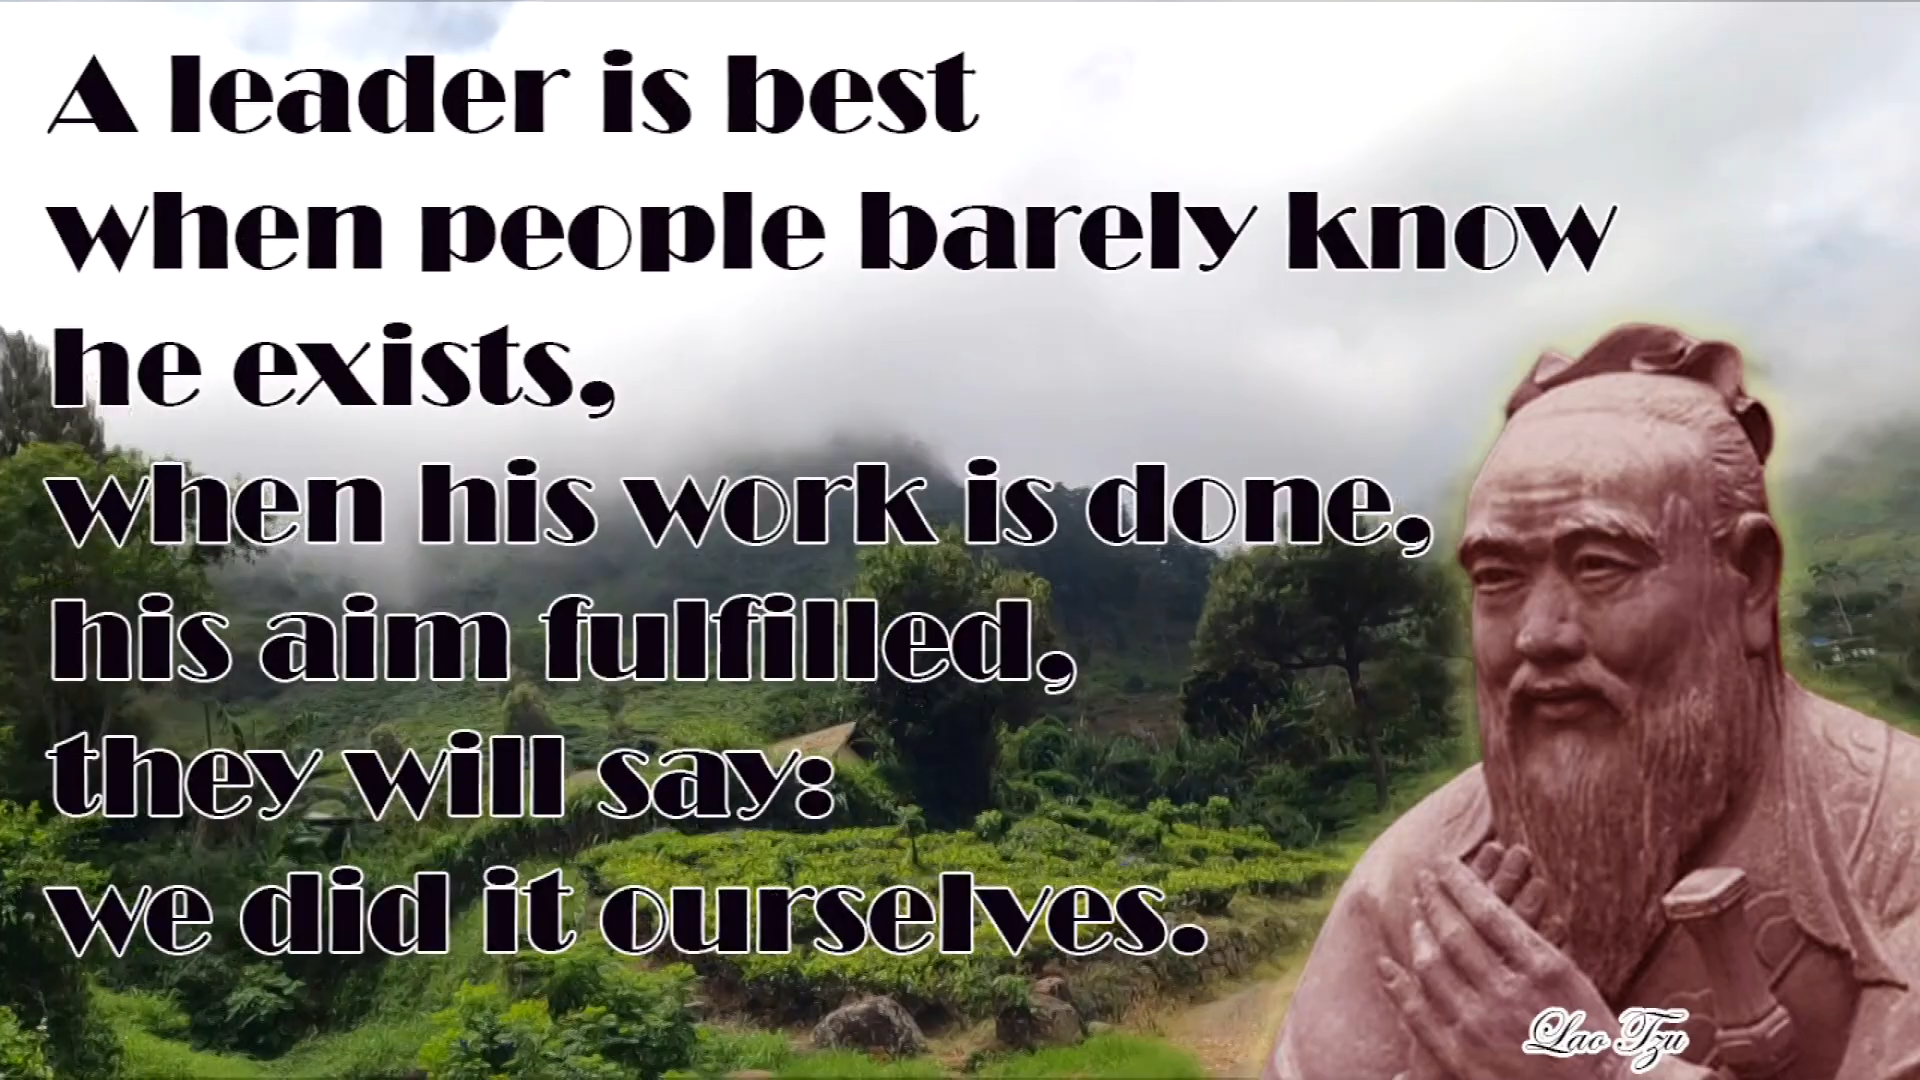 A leader is best
when people barely know
he exists,
when his work is done,
his aim fulfilled,
they will say:
we did it ourselves.
Lao Tzu